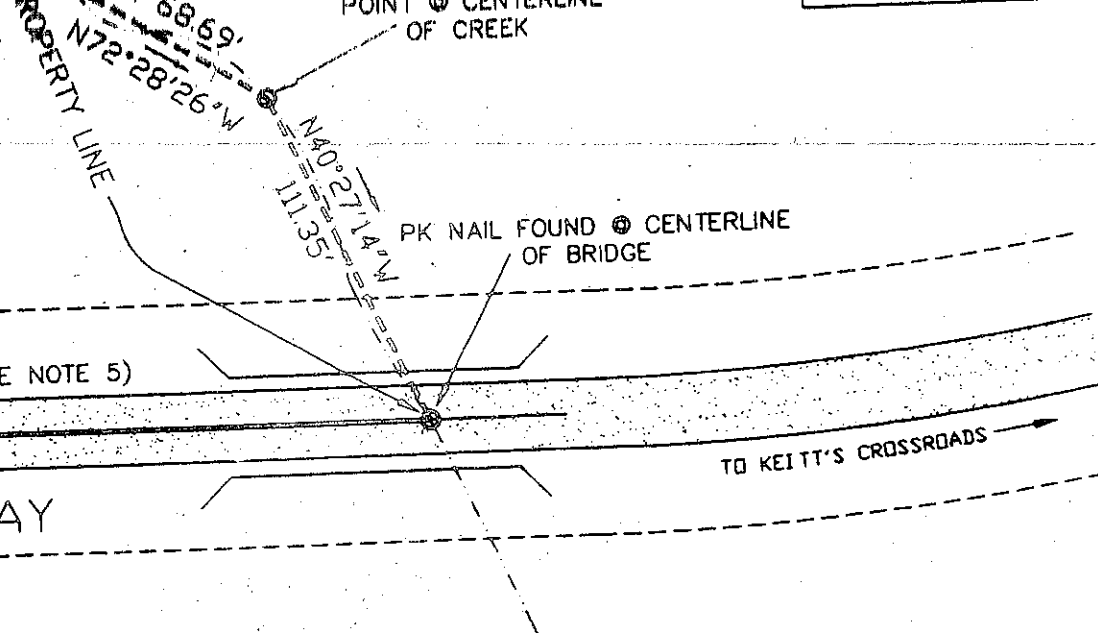 POINT @ CENTERLINE
OF CREEK
68.69'
N72°28'26"W
PROPERTY LINE
N40°27'14"W
111.35'
PK NAIL FOUND @ CENTERLINE
OF BRIDGE
E NOTE 5)
TO KEITT'S CROSSROADS
AY